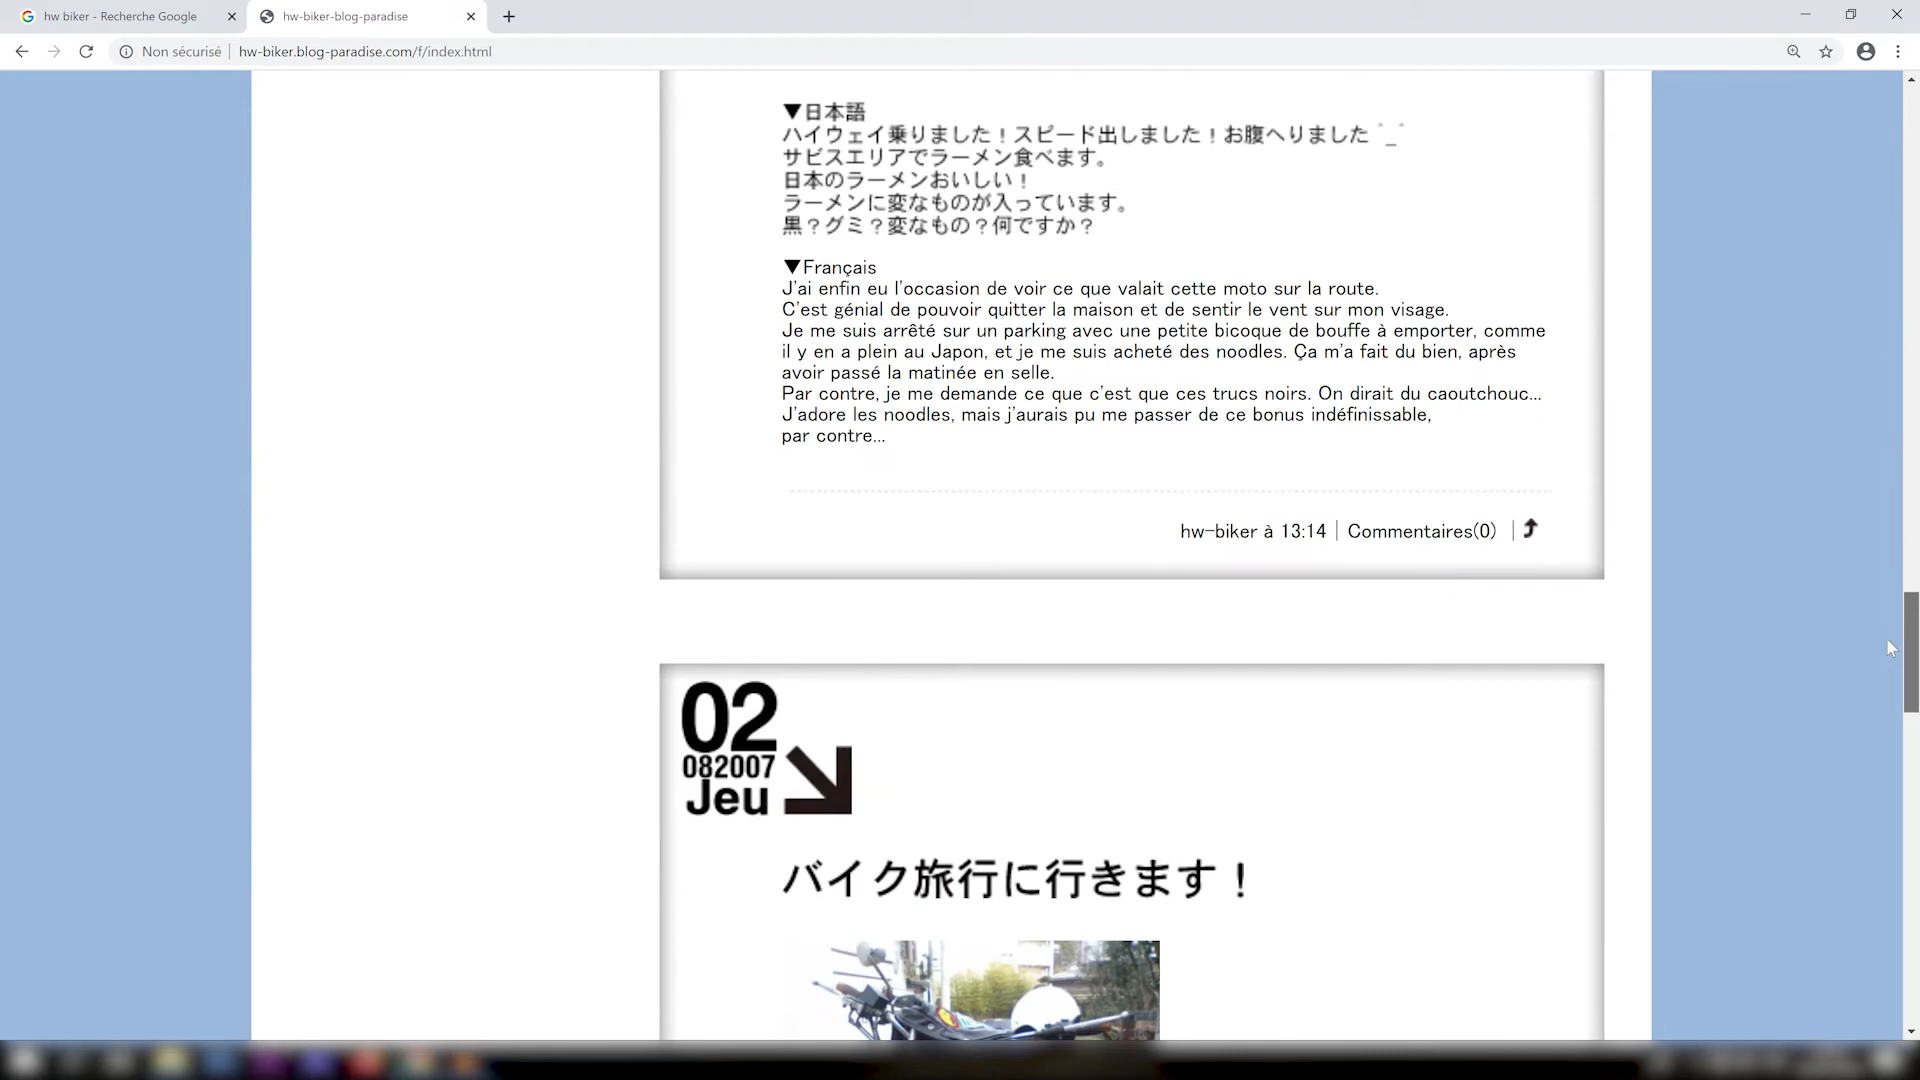 hw biker - Recherche Google
hw-biker-blog-paradise
Non sécurisé
hw-biker.blog-paradise.com/f/index.html
▼日本語
ハイウェイ乗りました！スピード出しました！お腹へりました ^_^
サビスエリアでラーメン食べます。
日本のラーメンおいしい！
ラーメンに変なものが入っています。
黒？グミ？変なもの？何ですか？
▼Français
J'ai enfin eu l'occasion de voir ce que valait cette moto sur la route.
C'est génial de pouvoir quitter la maison et de sentir le vent sur mon visage.
Je me suis arrêté sur un parking avec une petite bicoque de bouffe à emporter, comme
il y en a plein au Japon, et je me suis acheté des noodles. Ça m'a fait du bien, après
avoir passé la matinée en selle.
Par contre, je me demande ce que c'est que ces trucs noirs. On dirait du caoutchouc...
J'adore les noodles, mais j'aurais pu me passer de ce bonus indéfinissable,
par contre...
hw-biker à 13:14 | Commentaires(0) |
02
082007
Jeu
バイク旅行に行きます！